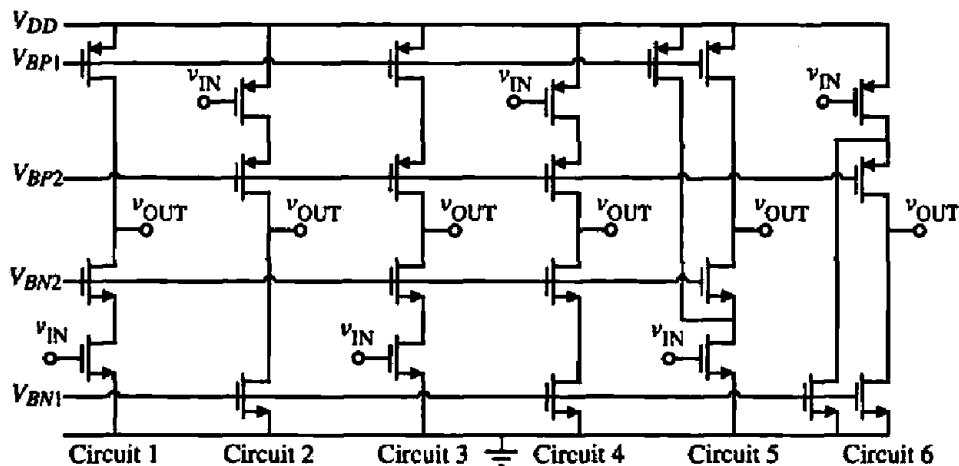 V_DD
V_BP1
v_IN v_IN v_IN
V_BP2
v_OUT v_OUT v_OUT v_OUT v_OUT v_OUT
V_BN2
v_IN v_IN v_IN
V_BN1
Circuit 1 Circuit 2 Circuit 3 Circuit 4 Circuit 5 Circuit 6